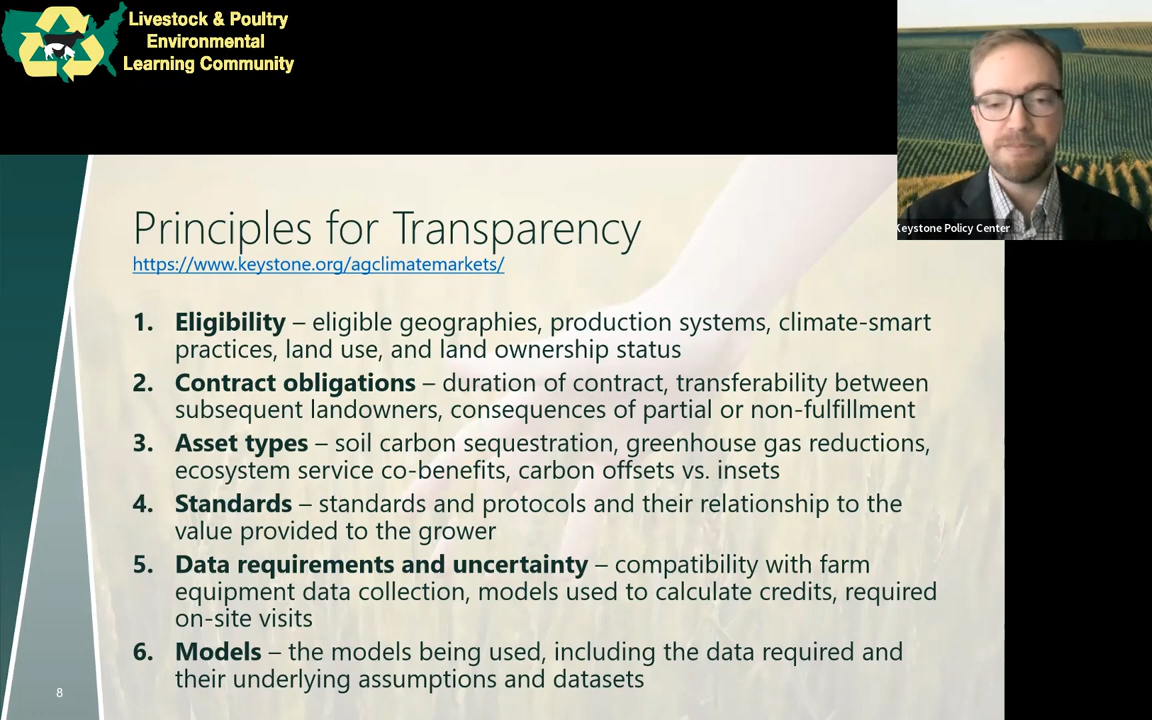 Livestock & Poultry
Environmental
Learning Community
Keystone Policy Center
Principles for Transparency
https://www.keystone.org/agclimatemarkets/
1. Eligibility – eligible geographies, production systems, climate-smart
practices, land use, and land ownership status
2. Contract obligations – duration of contract, transferability between
subsequent landowners, consequences of partial or non-fulfillment
3. Asset types – soil carbon sequestration, greenhouse gas reductions,
ecosystem service co-benefits, carbon offsets vs. insets
4. Standards – standards and protocols and their relationship to the
value provided to the grower
5. Data requirements and uncertainty – compatibility with farm
equipment data collection, models used to calculate credits, required
on-site visits
6. Models – the models being used, including the data required and
their underlying assumptions and datasets
8